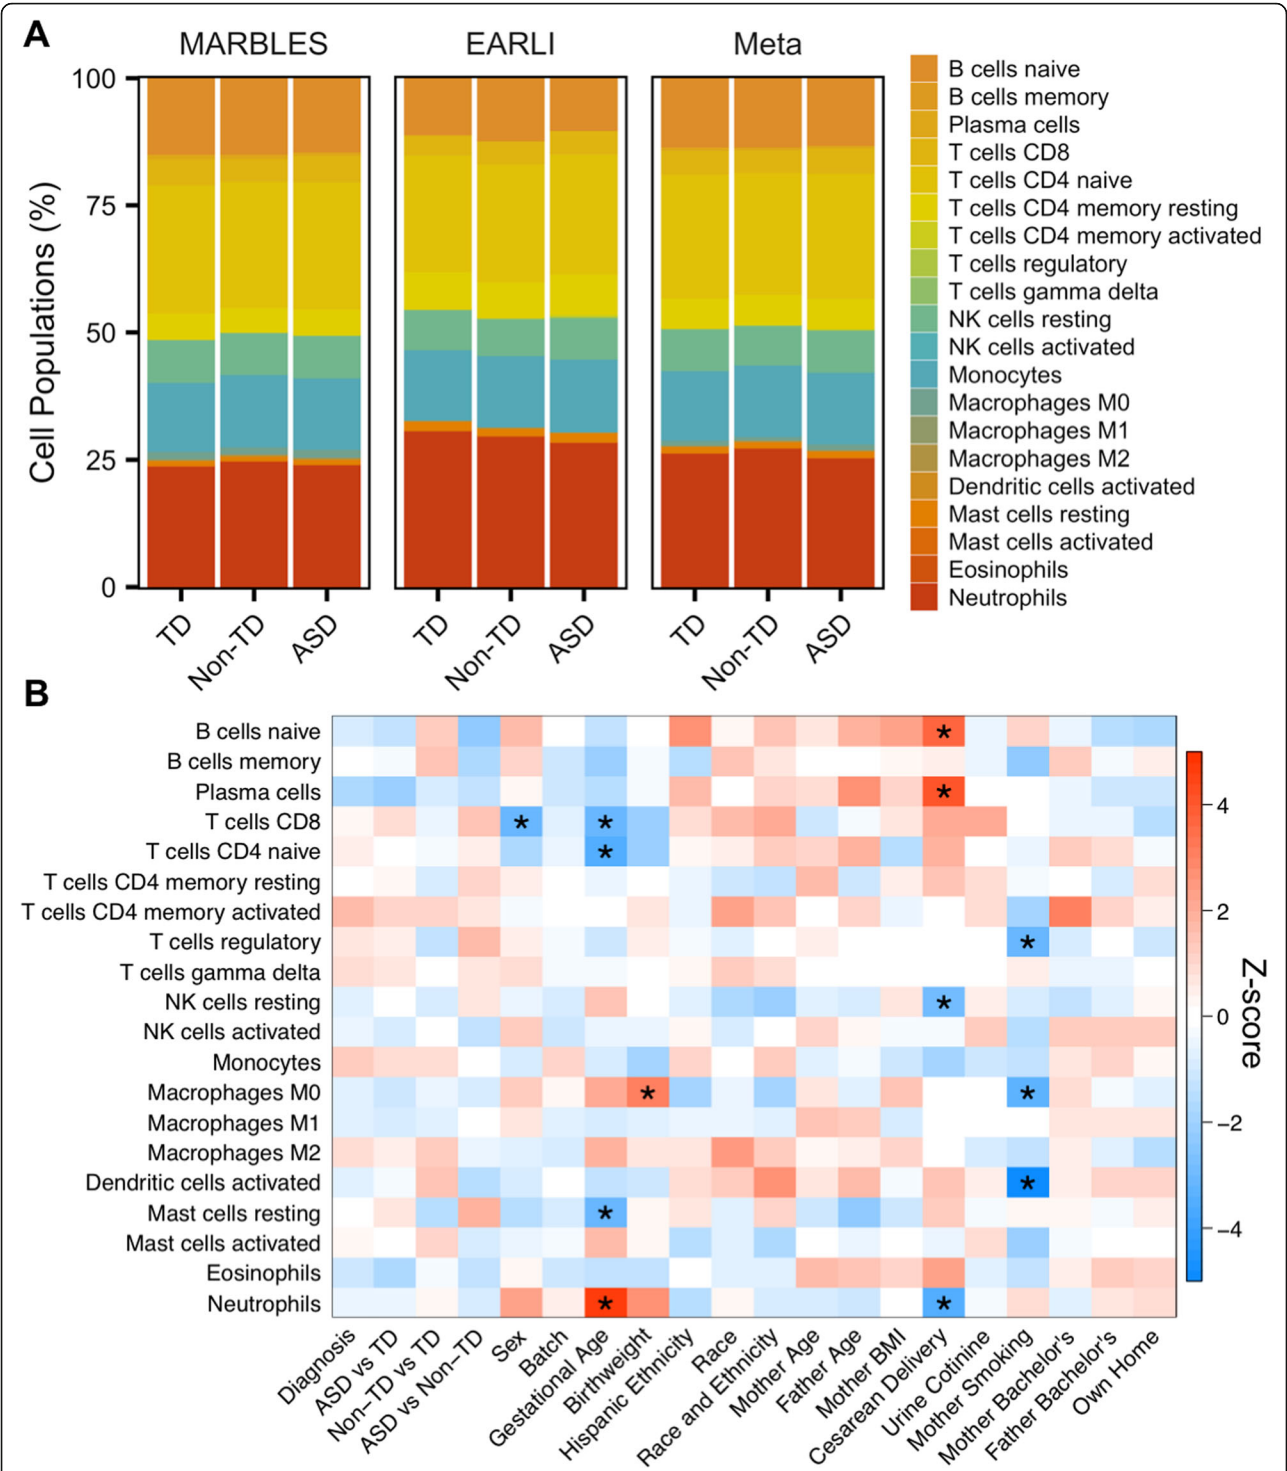 A
MARBLES
EARLI
Meta
Cell Populations (%)
100
75
50
25
0
TD
Non-TD
ASD
TD
Non-TD
ASD
TD
Non-TD
ASD
B cells naive
B cells memory
Plasma cells
T cells CD8
T cells CD4 naive
T cells CD4 memory resting
T cells CD4 memory activated
T cells regulatory
T cells gamma delta
NK cells resting
NK cells activated
Monocytes
Macrophages M0
Macrophages M1
Macrophages M2
Dendritic cells activated
Mast cells resting
Mast cells activated
Eosinophils
Neutrophils
B
B cells naive
B cells memory
Plasma cells
T cells CD8
T cells CD4 naive
T cells CD4 memory resting
T cells CD4 memory activated
T cells regulatory
T cells gamma delta
NK cells resting
NK cells activated
Monocytes
Macrophages M0
Macrophages M1
Macrophages M2
Dendritic cells activated
Mast cells resting
Mast cells activated
Eosinophils
Neutrophils
*
*
* *
*
*
*
* *
*
*
* *
Diagnosis
ASD vs TD
Non-TD vs TD
ASD vs Non-TD
Sex
Batch
Gestational Age
Birthweight
Hispanic Ethnicity
Race
Race and Ethnicity
Mother Age
Father Age
Mother BMI
Cesarean Delivery
Urine Cotinine
Mother Smoking
Mother Bachelor's
Father Bachelor's
Own Home
4
2
0
-2
-4
Z-score